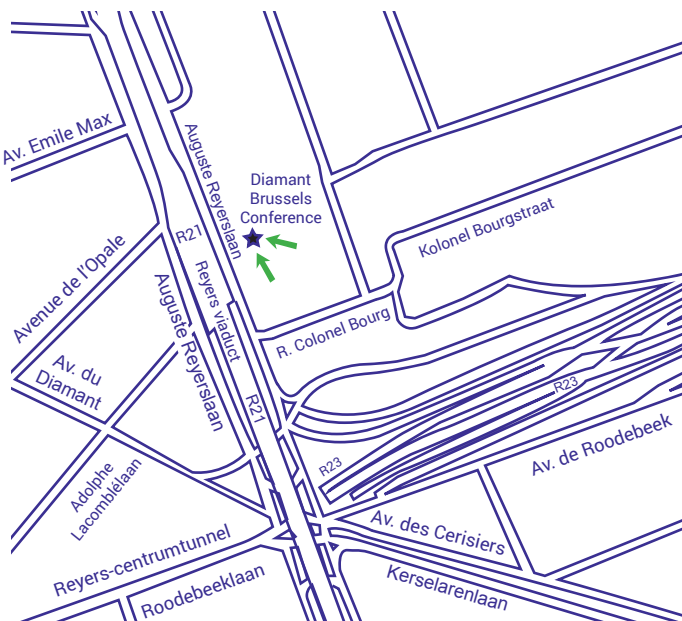 Av. Emile Max
Auguste Reyerslaan
Diamant
Brussels
Conference
R21
Kolonel Bourgstraat
Avenue de l'Opale
Reyers viaduct
Auguste Reyerslaan
R. Colonel Bourg
Av. du
Diamant
R21
R23
R23
Av. de Roodebeek
Adolphe
Lacomblélaan
Av. des Cerisiers
Reyers-centrumtunnel
Roodebeeklaan
Kerselarenlaan